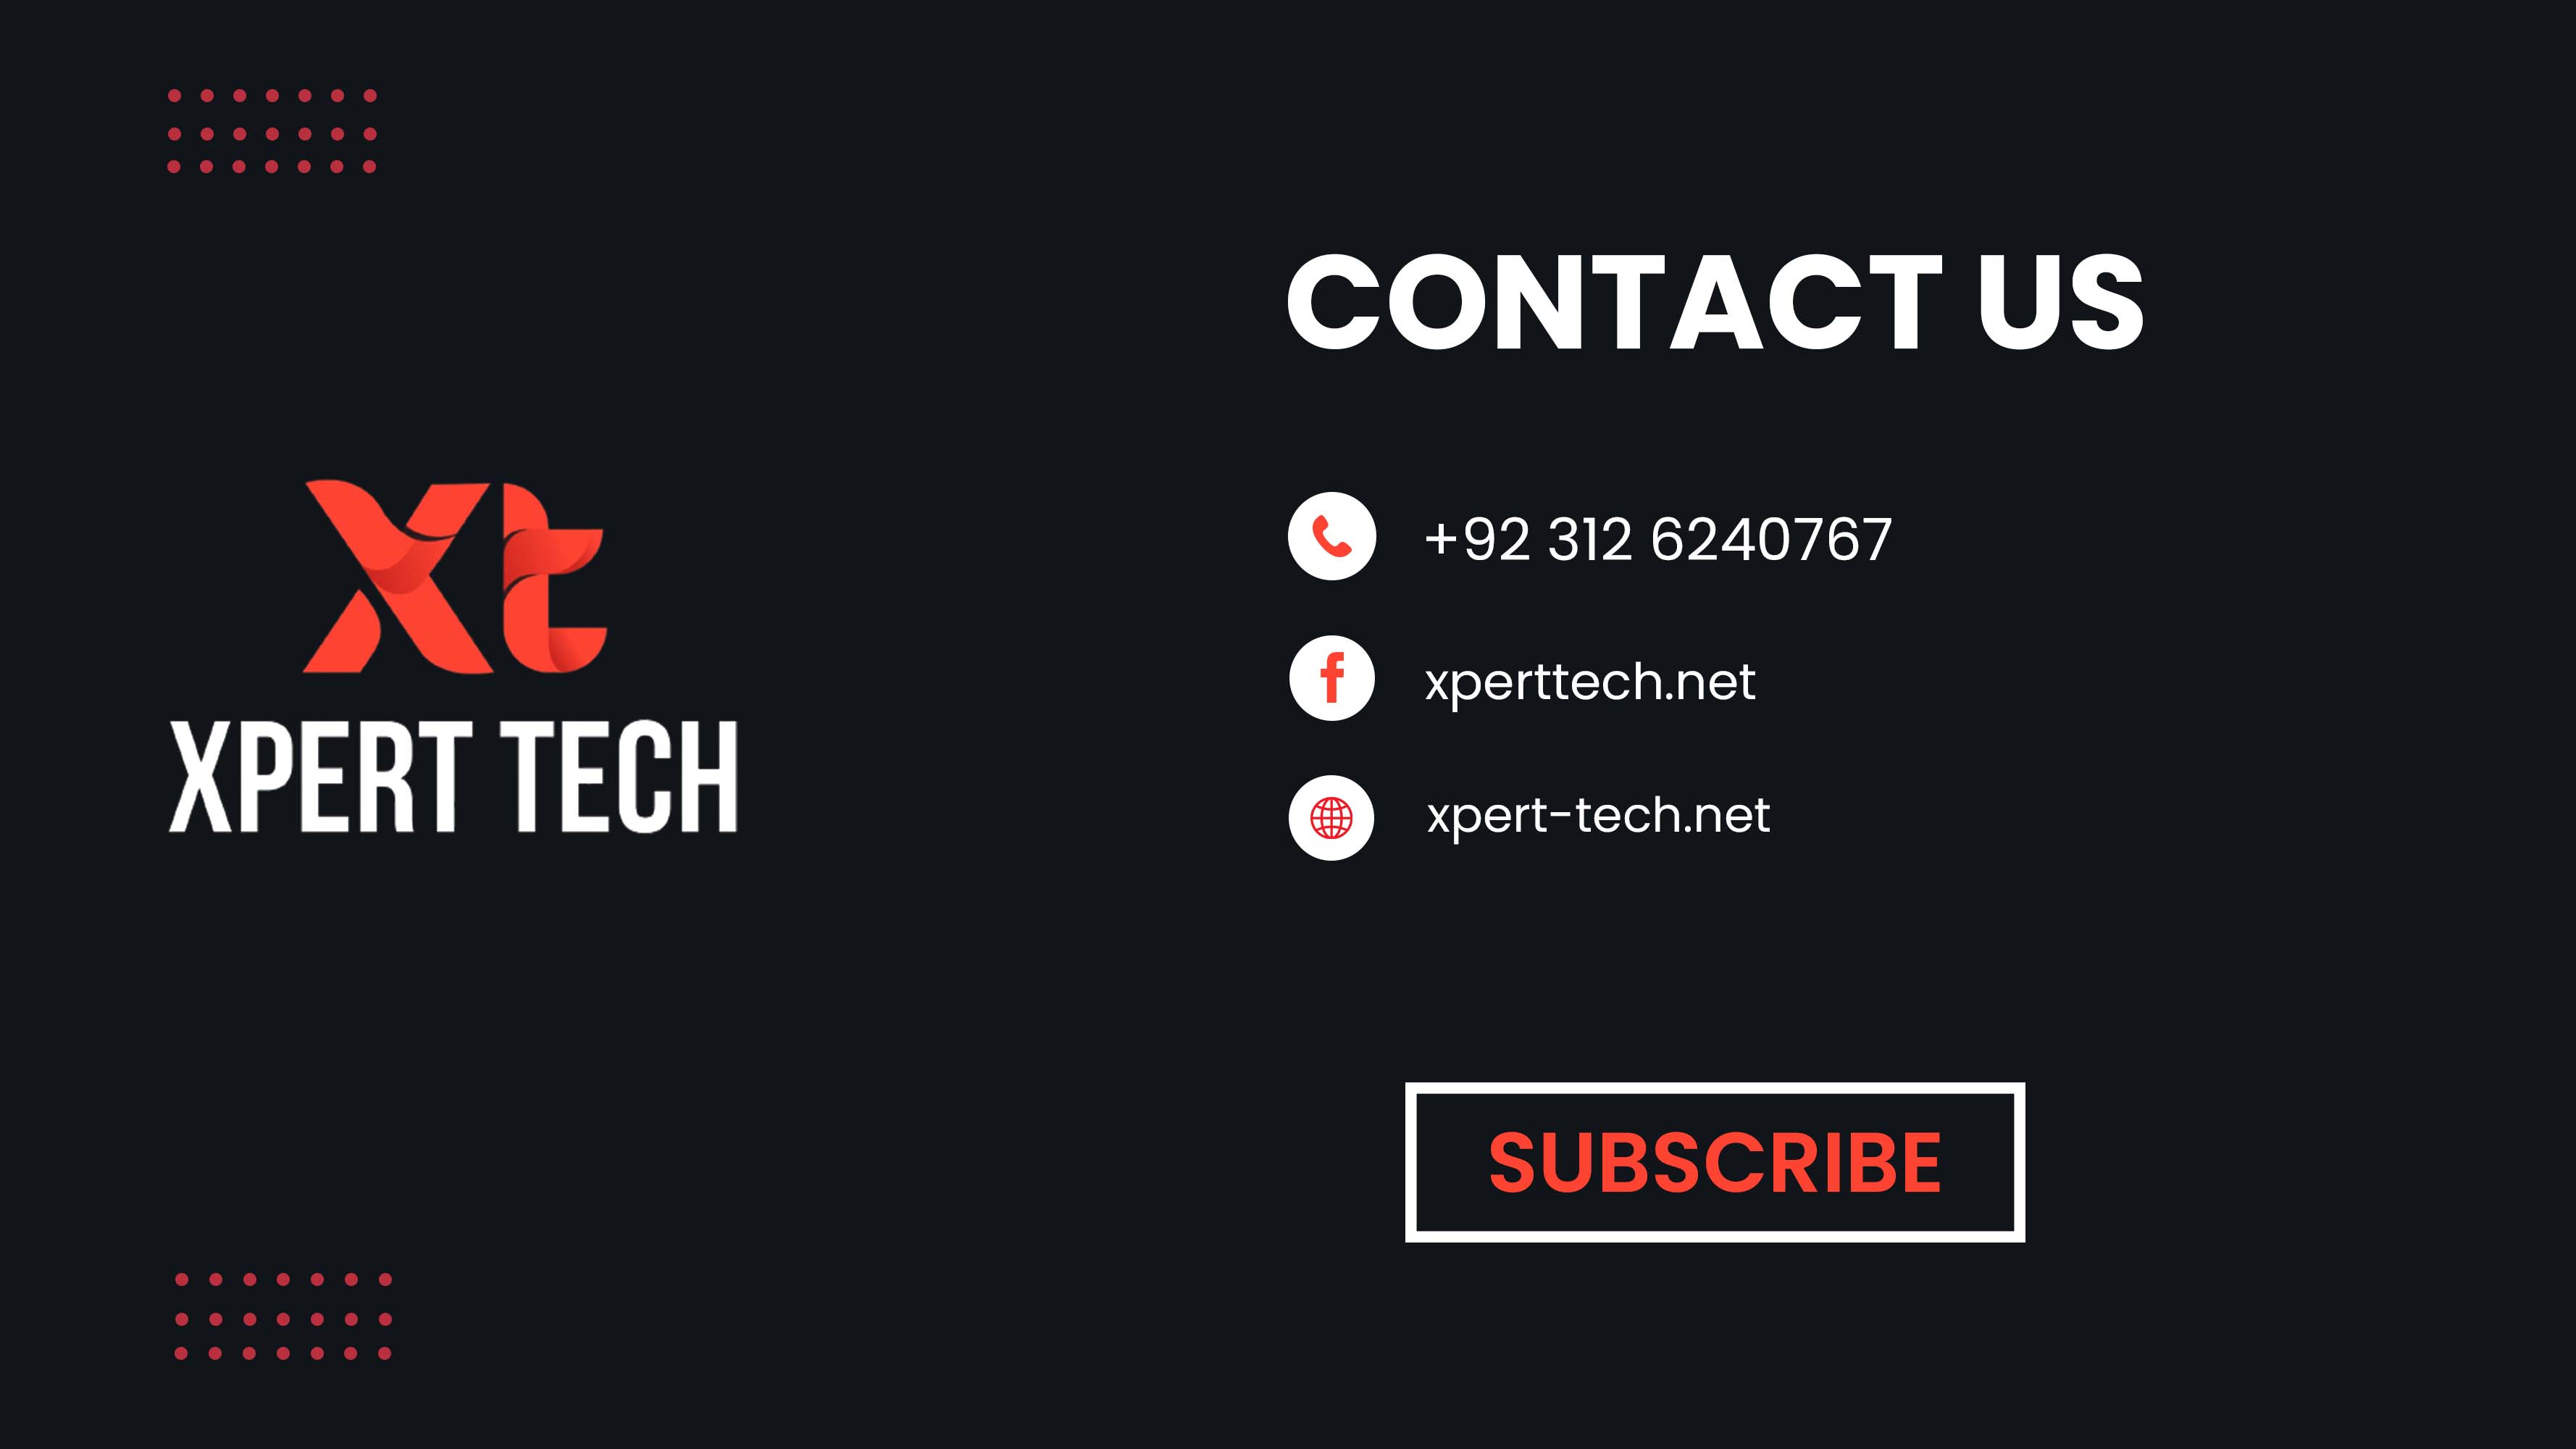 Xt
XPERT TECH
CONTACT US
+92 312 6240767
xperttech.net
xpert-tech.net
SUBSCRIBE